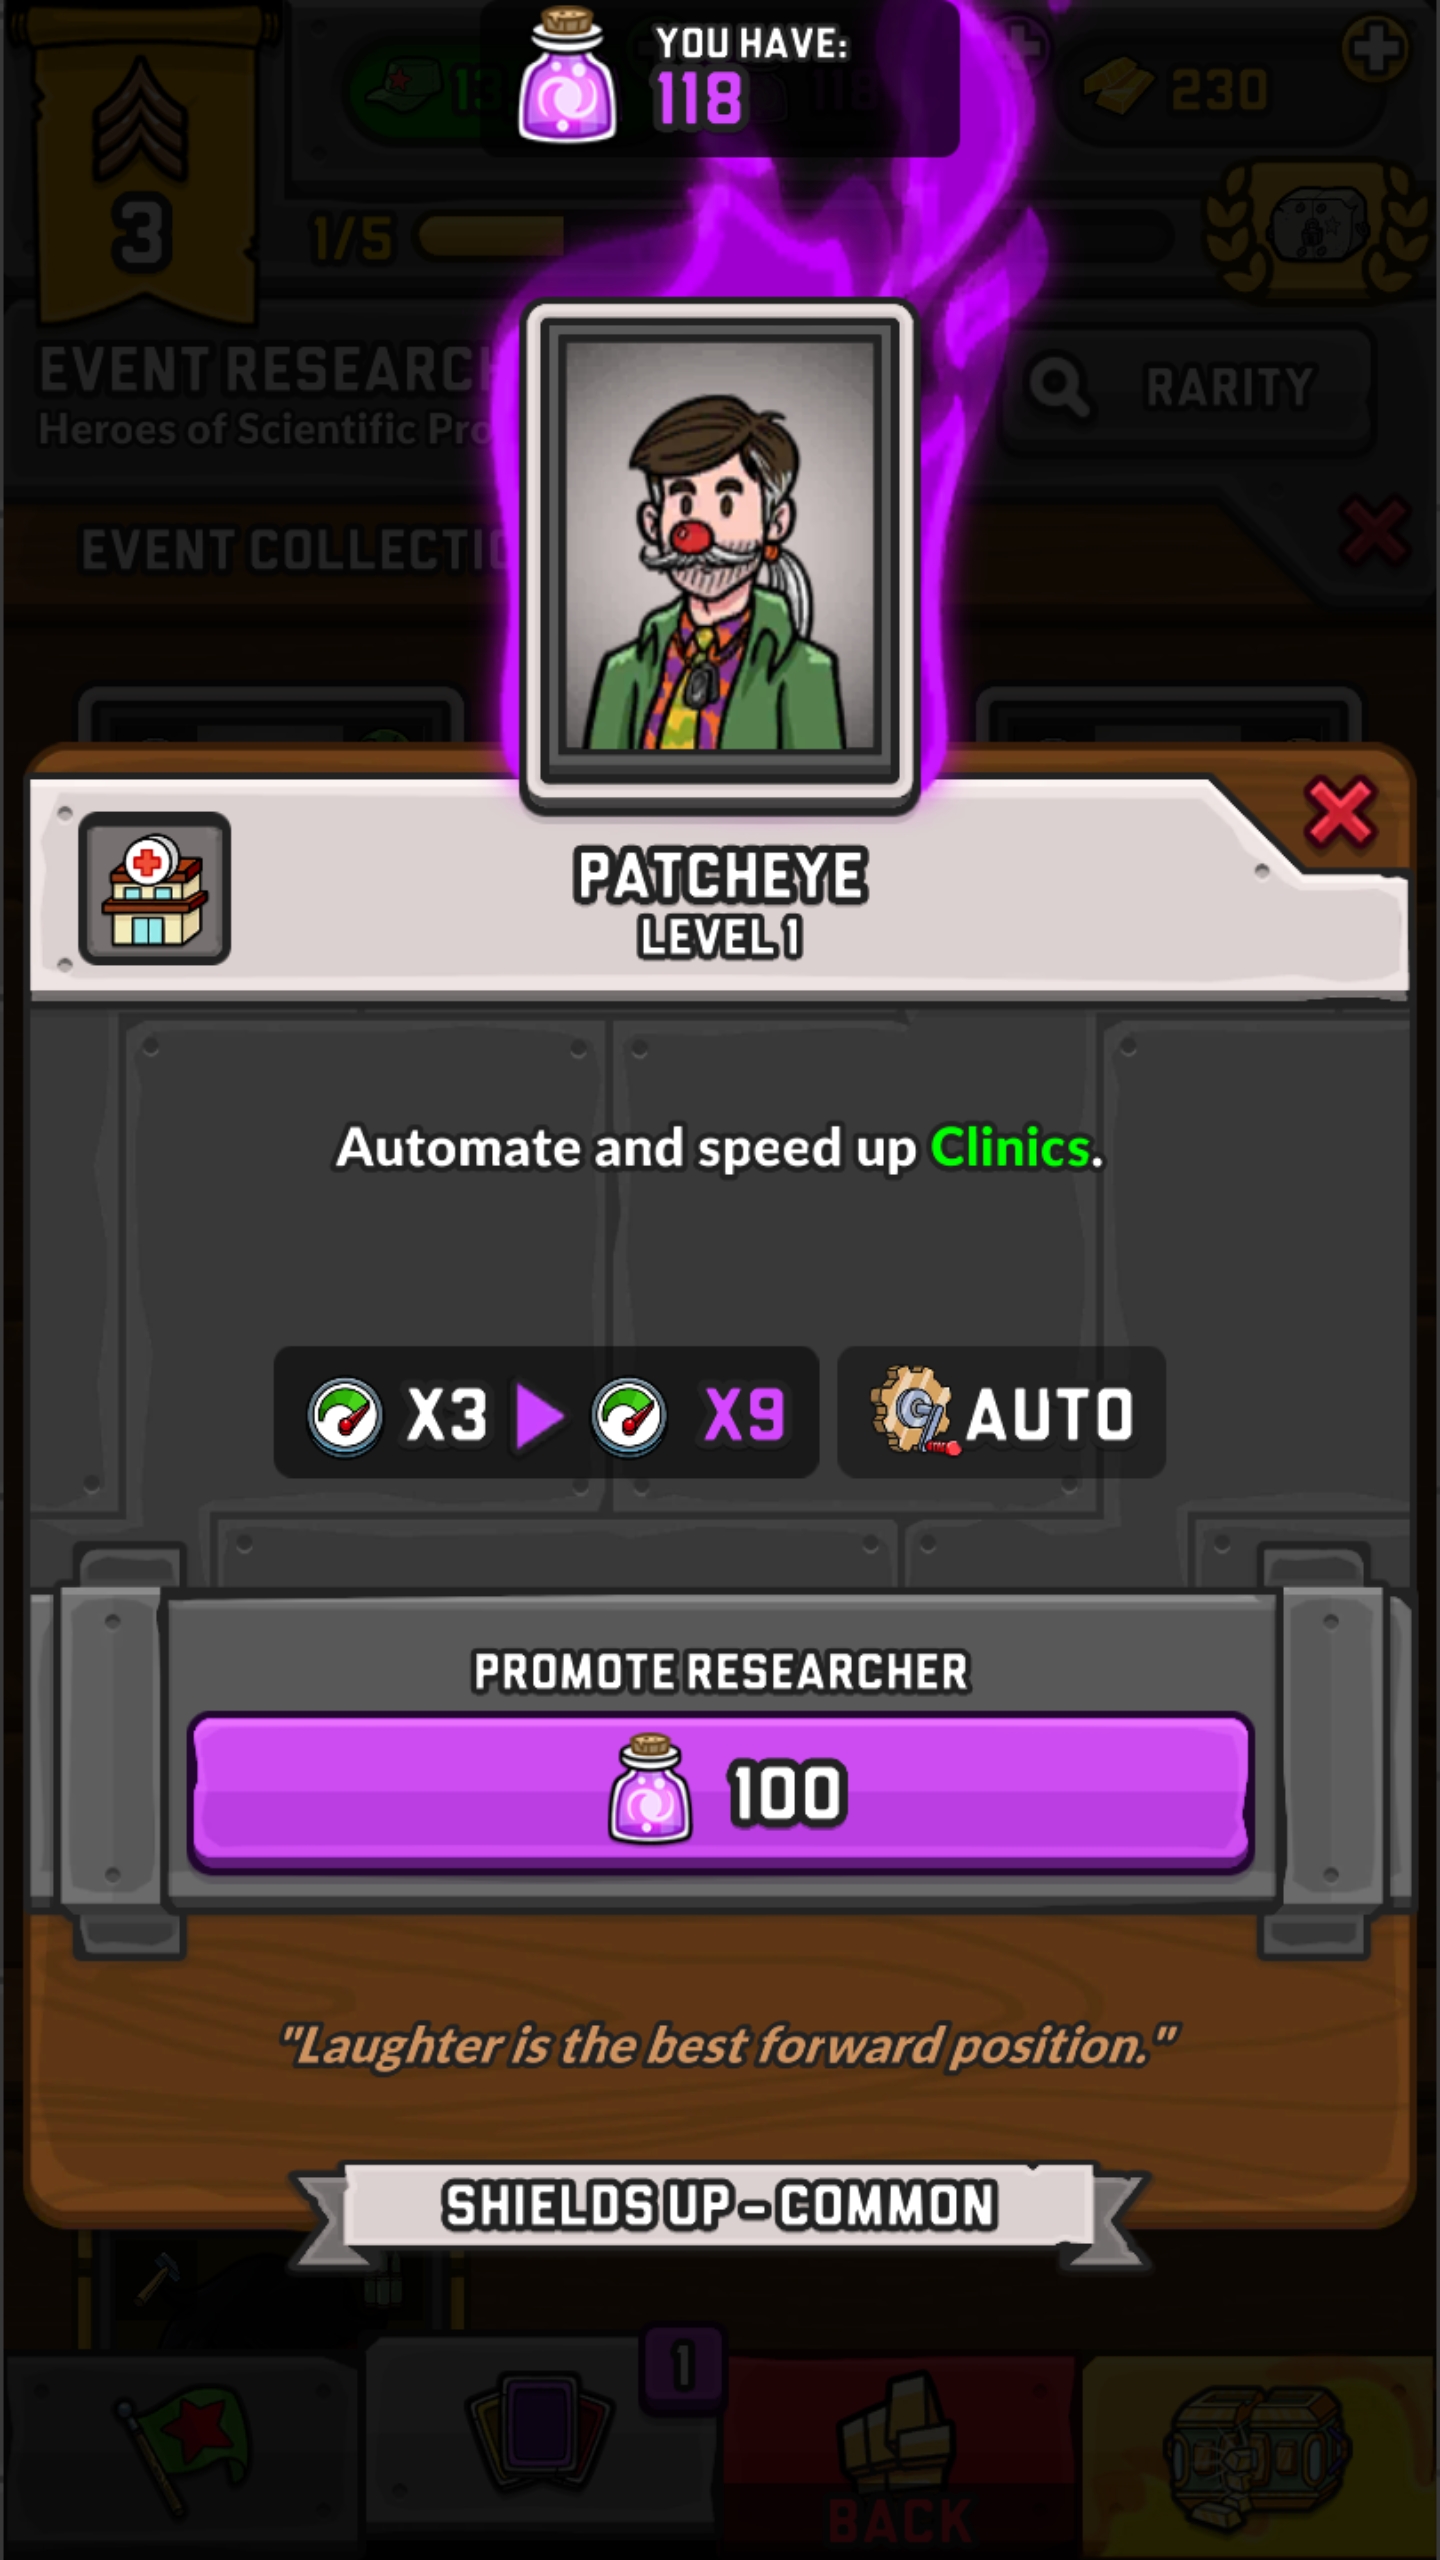 YOU HAVE:
118
230
3
1/5
EVENT RESEARCH
Heroes of Scientific Pro
RARITY
EVENT COLLECTIO
PATCHEYE
LEVEL 1
Automate and speed up Clinics.
X3 X9 AUTO
PROMOTE RESEARCHER
100
"Laughter is the best forward position."
SHIELDS UP - COMMON
1
BACK